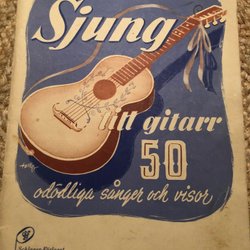 Sjung
till gitarr
50
odödliga sånger och visor